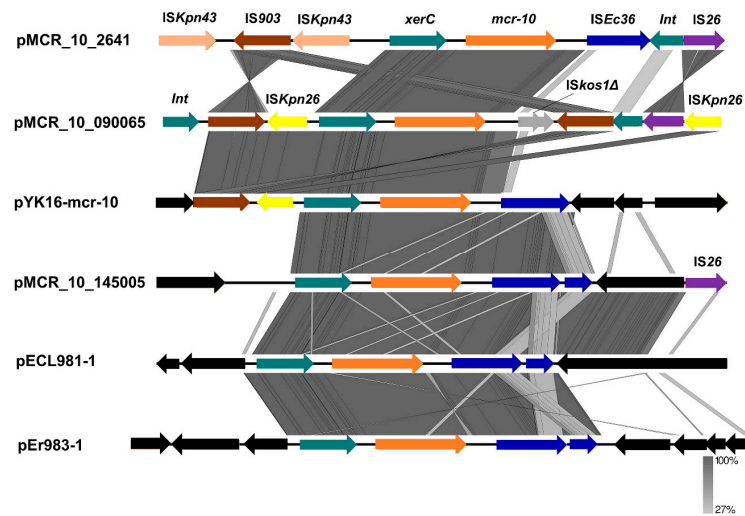 ISKpn43 IS903 ISKpn43 xerC mcr-10 ISEc36 Int IS26
pMCR_10_2641
ISkos1Δ
Int ISKpn26 ISKpn26
pMCR_10_090065
pYK16-mcr-10
IS26
pMCR_10_145005
pECL981-1
pEr983-1
100%
27%